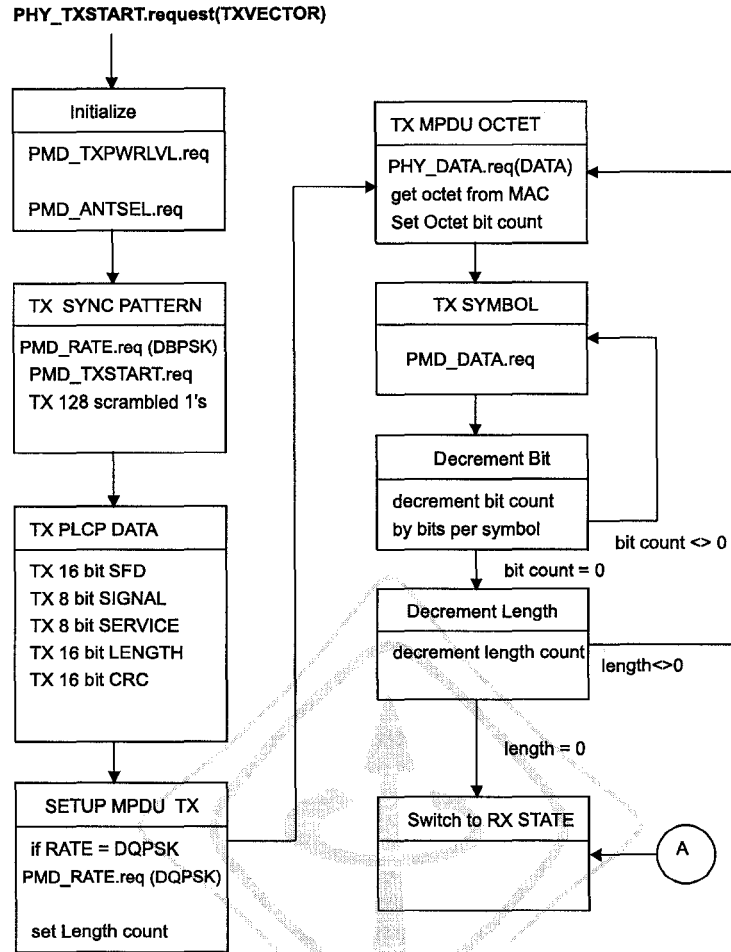 PHY_TXSTART.request(TXVECTOR)
Initialize
PMD_TXPWRLVL.req
PMD_ANTSEL.req
TX SYNC PATTERN
PMD_RATE.req (DBPSK)
PMD_TXSTART.req
TX 128 scrambled 1's
TX PLCP DATA
TX 16 bit SFD
TX 8 bit SIGNAL
TX 8 bit SERVICE
TX 16 bit LENGTH
TX 16 bit CRC
SETUP MPDU TX
if RATE = DQPSK
PMD_RATE.req (DQPSK)
set Length count
TX MPDU OCTET
PHY_DATA.req(DATA)
get octet from MAC
Set Octet bit count
TX SYMBOL
PMD_DATA.req
Decrement Bit
decrement bit count
by bits per symbol
bit count <> 0
bit count = 0
Decrement Length
decrement length count
length<>0
length = 0
Switch to RX STATE
A